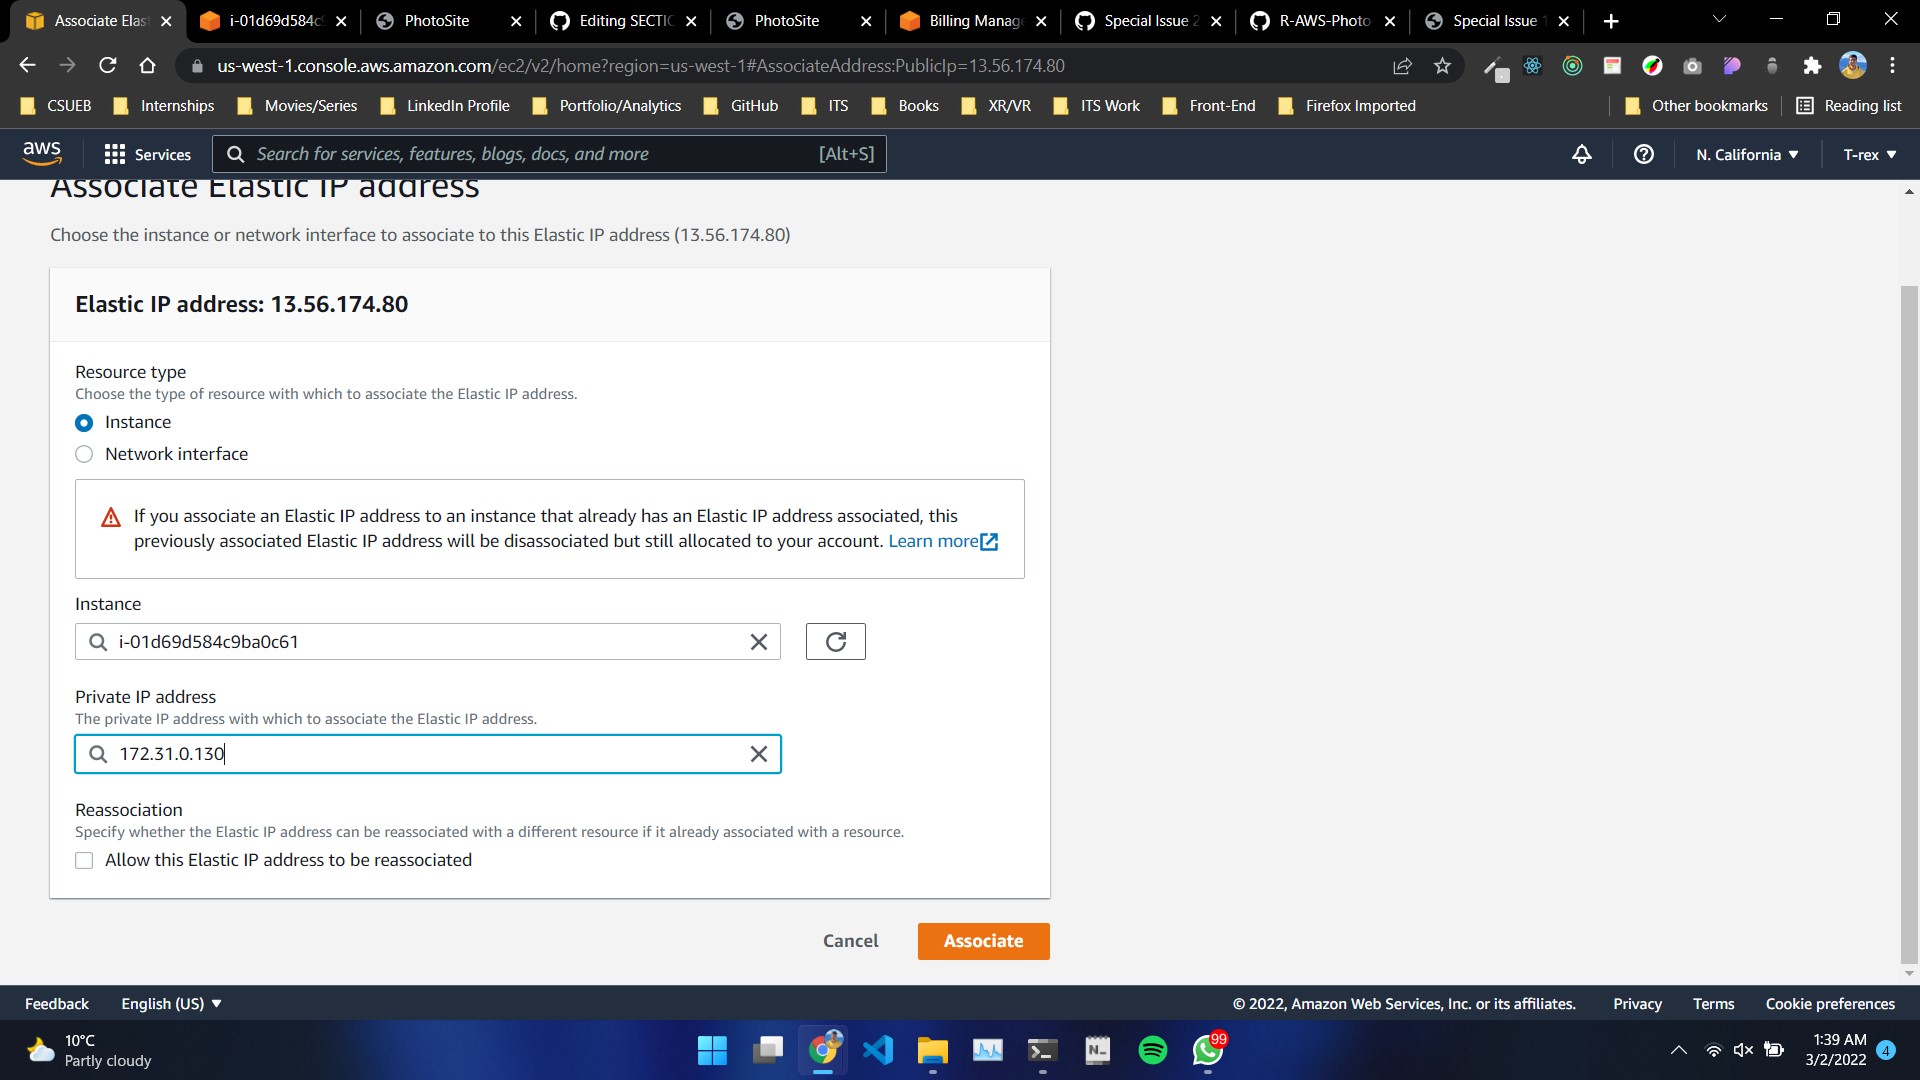 Associate Elas
i-01d69d584c9
PhotoSite
Editing SECTIO
PhotoSite
Billing Manage
Special Issue 2
R-AWS-Photo
Special Issue 1
us-west-1.console.aws.amazon.com/ec2/v2/home?region=us-west-1#AssociateAddress:PublicIp=13.56.174.80
CSUEB
Internships
Movies/Series
LinkedIn Profile
Portfolio/Analytics
GitHub
ITS
Books
XR/VR
ITS Work
Front-End
Firefox Imported
Other bookmarks
Reading list
aws
Services
Search for services, features, blogs, docs, and more
[Alt+S]
N. California ▼
T-rex ▼
Associate Elastic IP address
Choose the instance or network interface to associate to this Elastic IP address (13.56.174.80)
Elastic IP address: 13.56.174.80
Resource type
Choose the type of resource with which to associate the Elastic IP address.
Instance
Network interface
If you associate an Elastic IP address to an instance that already has an Elastic IP address associated, this
previously associated Elastic IP address will be disassociated but still allocated to your account. Learn more
Instance
i-01d69d584c9ba0c61
Private IP address
The private IP address with which to associate the Elastic IP address.
172.31.0.130
Reassociation
Specify whether the Elastic IP address can be reassociated with a different resource if it already associated with a resource.
Allow this Elastic IP address to be reassociated
Cancel
Associate
Feedback
English (US) ▼
© 2022, Amazon Web Services, Inc. or its affiliates.
Privacy
Terms
Cookie preferences
10°C
Partly cloudy
N
99
1:39 AM
3/2/2022
4